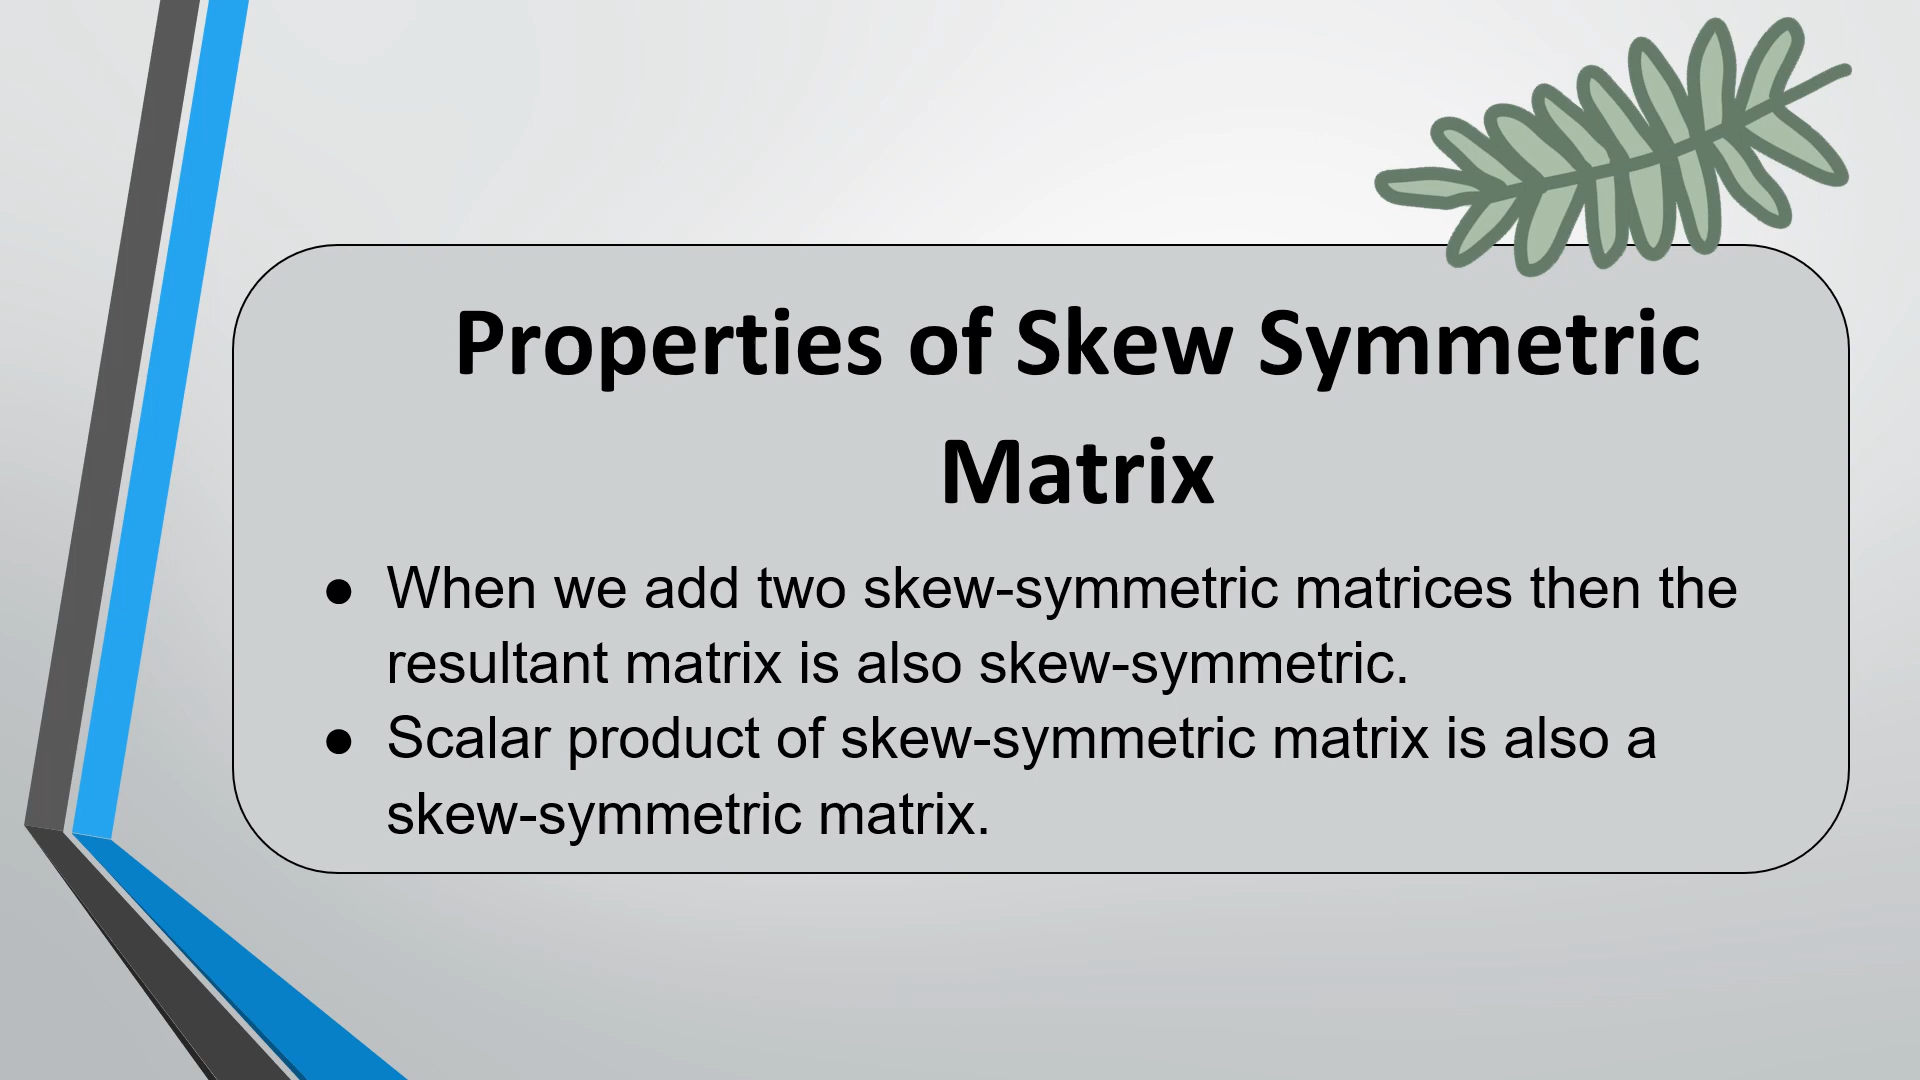 Properties of Skew Symmetric
Matrix
● When we add two skew-symmetric matrices then the
resultant matrix is also skew-symmetric.
● Scalar product of skew-symmetric matrix is also a
skew-symmetric matrix.